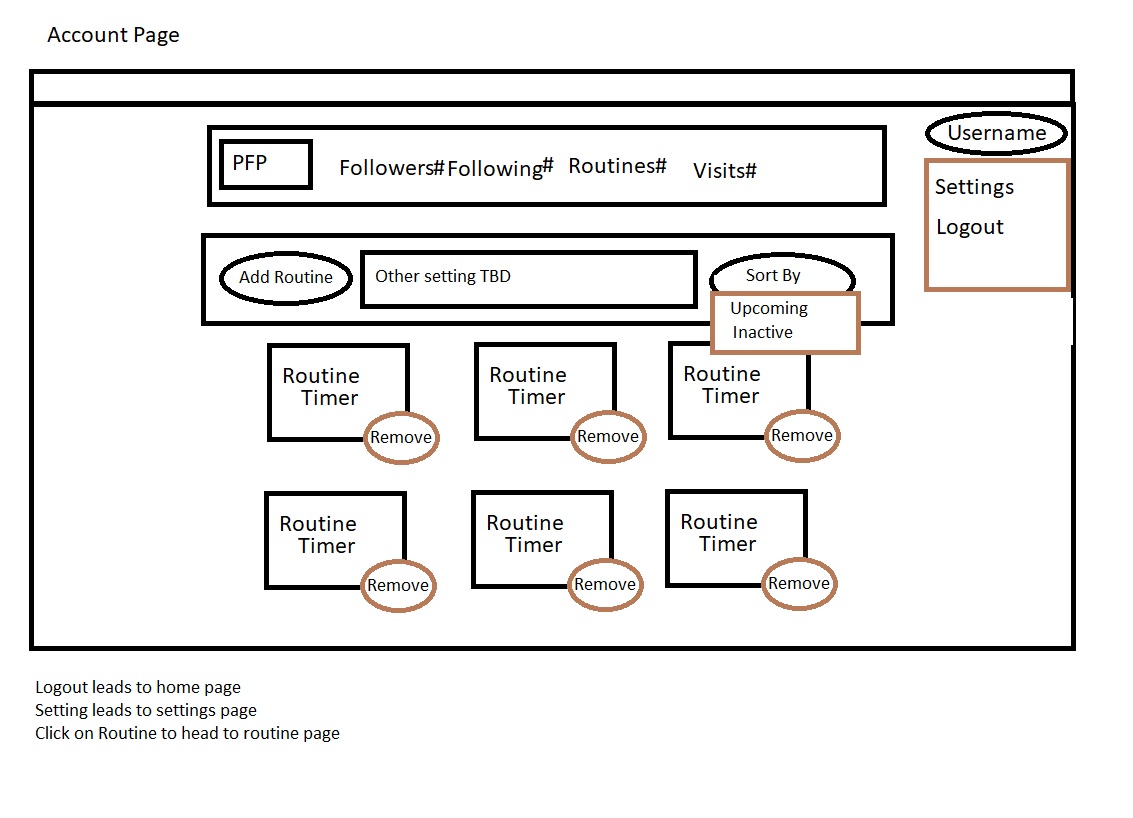 Account Page
Username
PFP
Followers# Following# Routines# Visits#
Settings
Logout
Add Routine
Other setting TBD
Sort By
Upcoming
Inactive
Routine
Timer
Remove
Routine
Timer
Remove
Routine
Timer
Remove
Routine
Timer
Remove
Routine
Timer
Remove
Routine
Timer
Remove
Logout leads to home page
Setting leads to settings page
Click on Routine to head to routine page